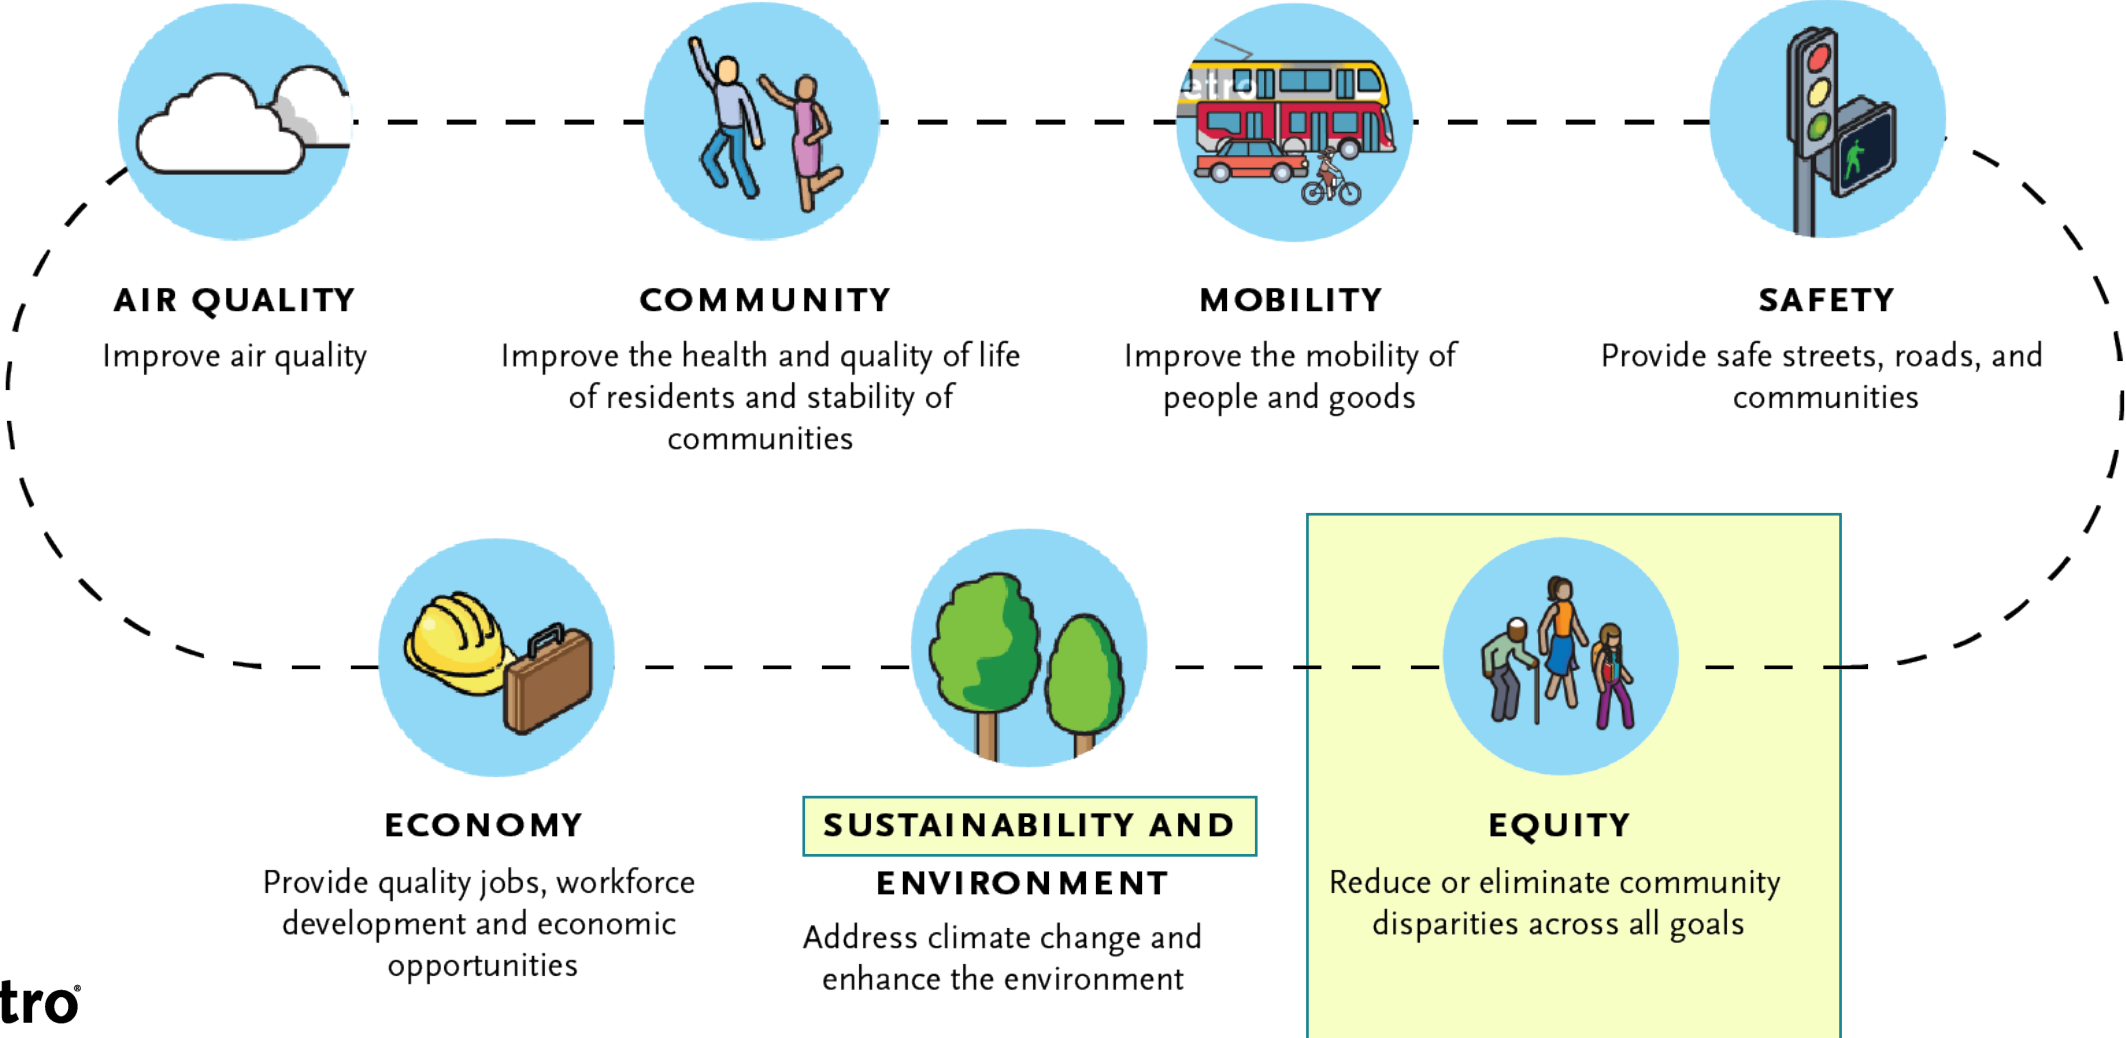 etro
AIR QUALITY
Improve air quality
COMMUNITY
Improve the health and quality of life
of residents and stability of
communities
MOBILITY
Improve the mobility of
people and goods
SAFETY
Provide safe streets, roads, and
communities
ECONOMY
Provide quality jobs, workforce
development and economic
opportunities
SUSTAINABILITY AND
ENVIRONMENT
Address climate change and
enhance the environment
EQUITY
Reduce or eliminate community
disparities across all goals
tro®